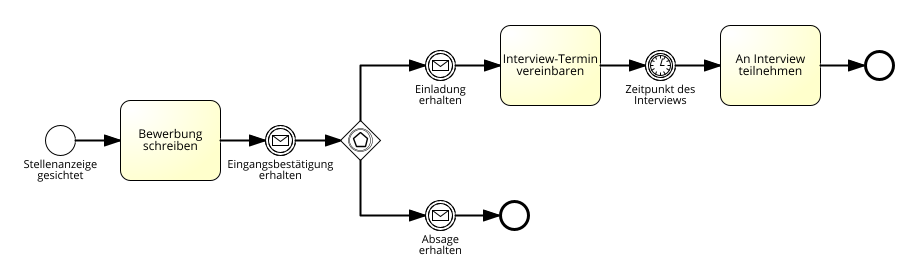 Interview-Termin
vereinbaren
An Interview
teilnehmen
Einladung
erhalten
Zeitpunkt des
Interviews
Bewerbung
schreiben
Stellenanzeige
gesichtet
Eingangsbestätigung
erhalten
Absage
erhalten